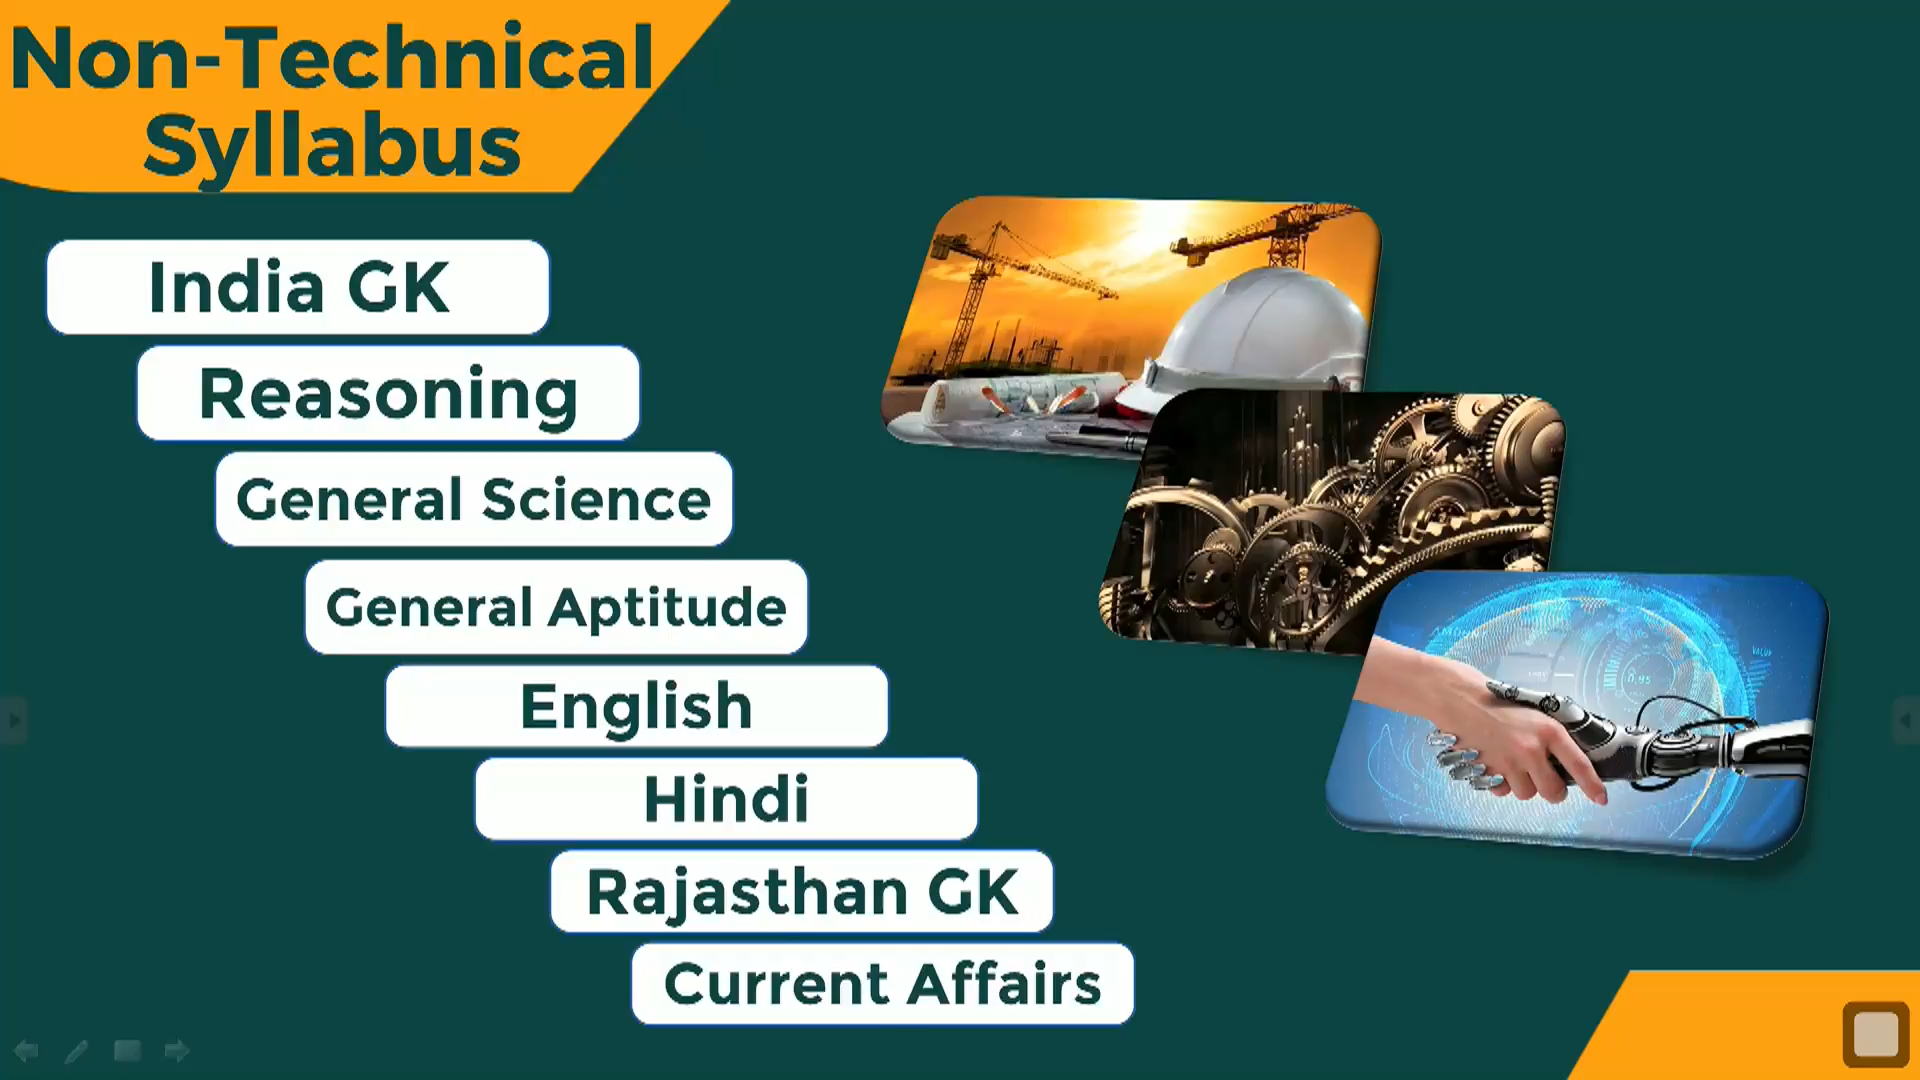 Non-Technical
Syllabus
India GK
Reasoning
General Science
General Aptitude
English
Hindi
Rajasthan GK
Current Affairs